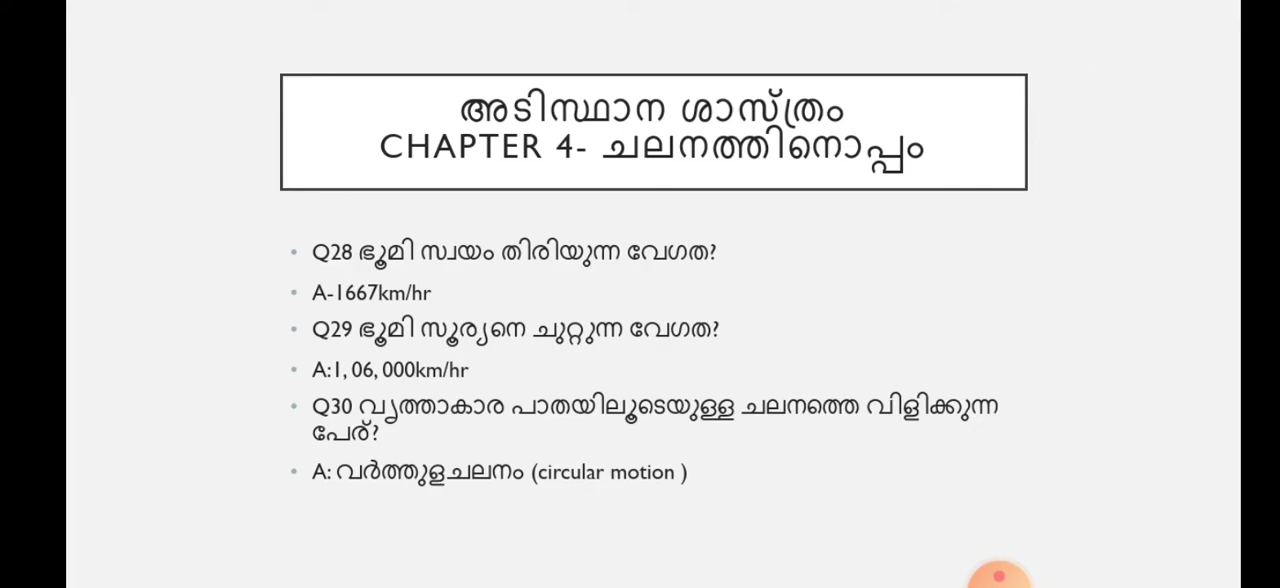 അടിസ്ഥാന ശാസ്ത്രം
CHAPTER 4- ചലനത്തിനൊപ്പം
• Q28 ഭൂമി സ്വയം തിരിയുന്ന വേഗത?
• A-1667km/hr
• Q29 ഭൂമി സൂര്യനെ ചുറ്റുന്ന വേഗത?
• A:1, 06, 000km/hr
• Q30 വൃത്താകാര പാതയിലൂടെയുള്ള ചലനത്തെ വിളിക്കുന്ന
പേര്?
• A: വർത്തുളചലനം (circular motion )